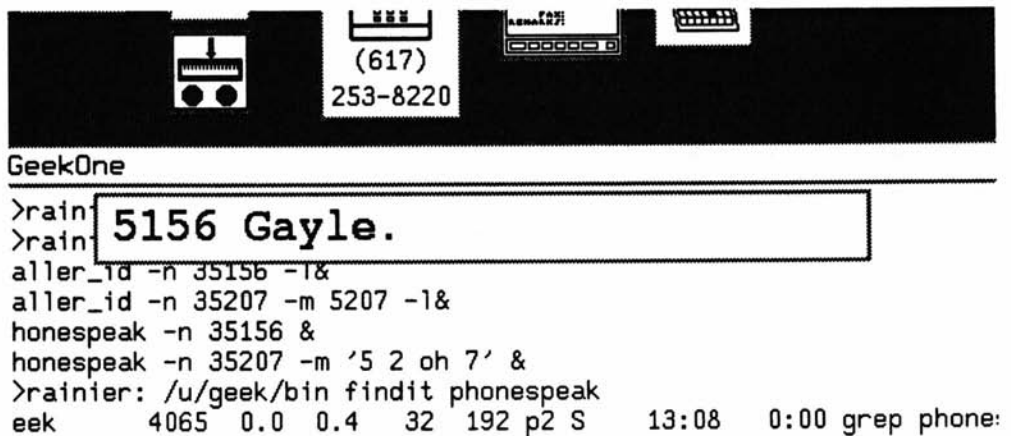 FAX:
REMARKS:
(617)
253-8220
GeekOne
>rain
>rain
5156 Gayle.
aller_id -n 35156 -l&
aller_id -n 35207 -m 5207 -l&
honespeak -n 35156 &
honespeak -n 35207 -m '5 2 oh 7' &
>rainier: /u/geek/bin findit phonespeak
eek 4065 0.0 0.4 32 192 p2 S 13:08 0:00 grep phone